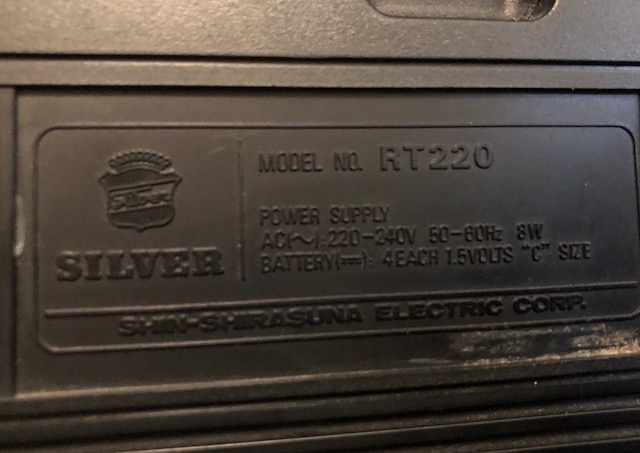 MODEL NO. RT220
Silver
SILVER
POWER SUPPLY
AC(~):220-240V 50-60Hz 8W
BATTERY(⎓): 4EACH 1.5VOLTS "C" SIZE
SHIN-SHIRASUNA ELECTRIC CORP.